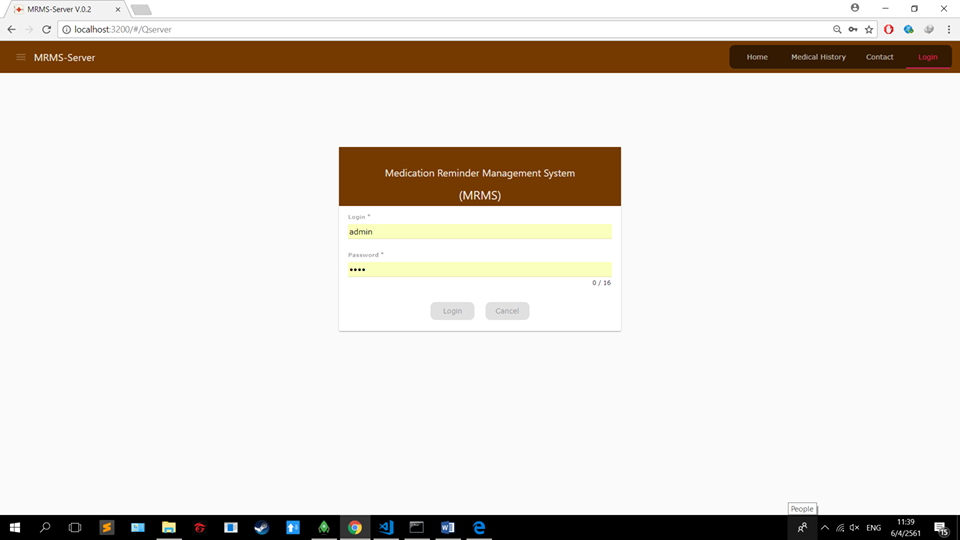 MRMS-Server V.0.2
localhost:3200/#/Qserver
MRMS-Server
Home Medical History Contact Login
Medication Reminder Management System
(MRMS)
Login *
admin
Password *
••••
0 / 16
Login Cancel
People
ENG
11:39
6/4/2561
15